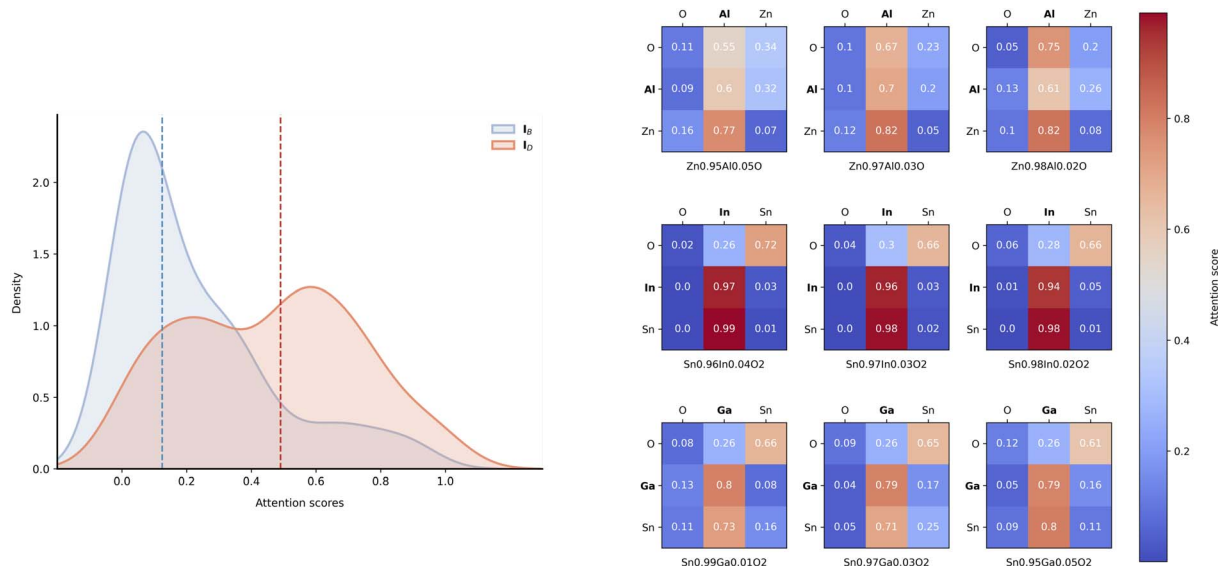 I_B
I_D
2.0
1.5
1.0
0.5
0.0
Density
0.0 0.2 0.4 0.6 0.8 1.0
Attention scores
O Al Zn
O 0.11 0.55 0.34
Al 0.09 0.6 0.32
Zn 0.16 0.77 0.07
Zn0.95Al0.05O
O Al Zn
O 0.1 0.67 0.23
Al 0.1 0.7 0.2
Zn 0.12 0.82 0.05
Zn0.97Al0.03O
O Al Zn
O 0.05 0.75 0.2
Al 0.13 0.61 0.26
Zn 0.1 0.82 0.08
Zn0.98Al0.02O
O In Sn
O 0.02 0.26 0.72
In 0.0 0.97 0.03
Sn 0.0 0.99 0.01
Sn0.96In0.04O2
O In Sn
O 0.04 0.3 0.66
In 0.0 0.96 0.03
Sn 0.0 0.98 0.02
Sn0.97In0.03O2
O In Sn
O 0.06 0.28 0.66
In 0.01 0.94 0.05
Sn 0.0 0.98 0.01
Sn0.98In0.02O2
O Ga Sn
O 0.08 0.26 0.66
Ga 0.13 0.8 0.08
Sn 0.11 0.73 0.16
Sn0.99Ga0.01O2
O Ga Sn
O 0.09 0.26 0.65
Ga 0.04 0.79 0.17
Sn 0.05 0.71 0.25
Sn0.97Ga0.03O2
O Ga Sn
O 0.12 0.26 0.61
Ga 0.05 0.79 0.16
Sn 0.09 0.8 0.11
Sn0.95Ga0.05O2
0.8
0.6
0.4
0.2
Attention score